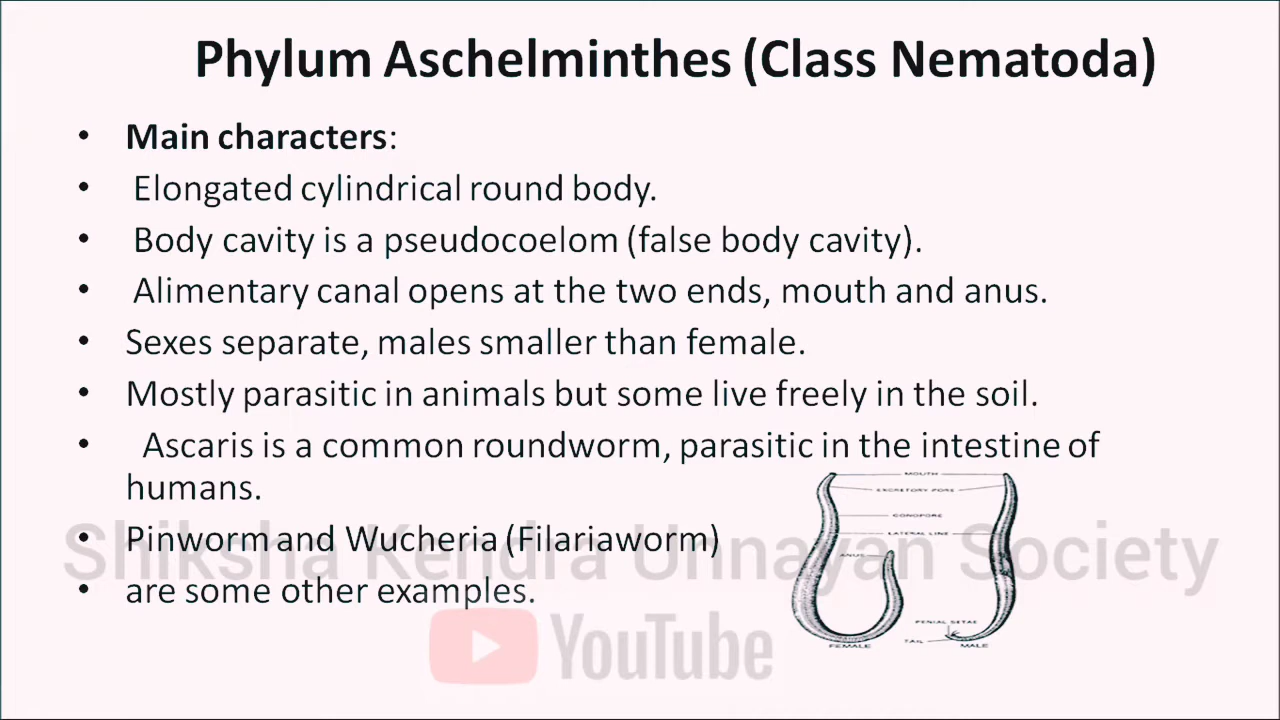 Phylum Aschelminthes (Class Nematoda)
• Main characters:
• Elongated cylindrical round body.
• Body cavity is a pseudocoelom (false body cavity).
• Alimentary canal opens at the two ends, mouth and anus.
• Sexes separate, males smaller than female.
• Mostly parasitic in animals but some live freely in the soil.
• Ascaris is a common roundworm, parasitic in the intestine of
humans.
• Pinworm and Wucheria (Filariaworm)
• are some other examples.
MOUTH
EXCRETORY PORE
GONOPORE
LATERAL LINE
ANUS
PENIAL SETAE
TAIL
FEMALE
MALE
Shiksha Kendra Unnayan Society
YouTube